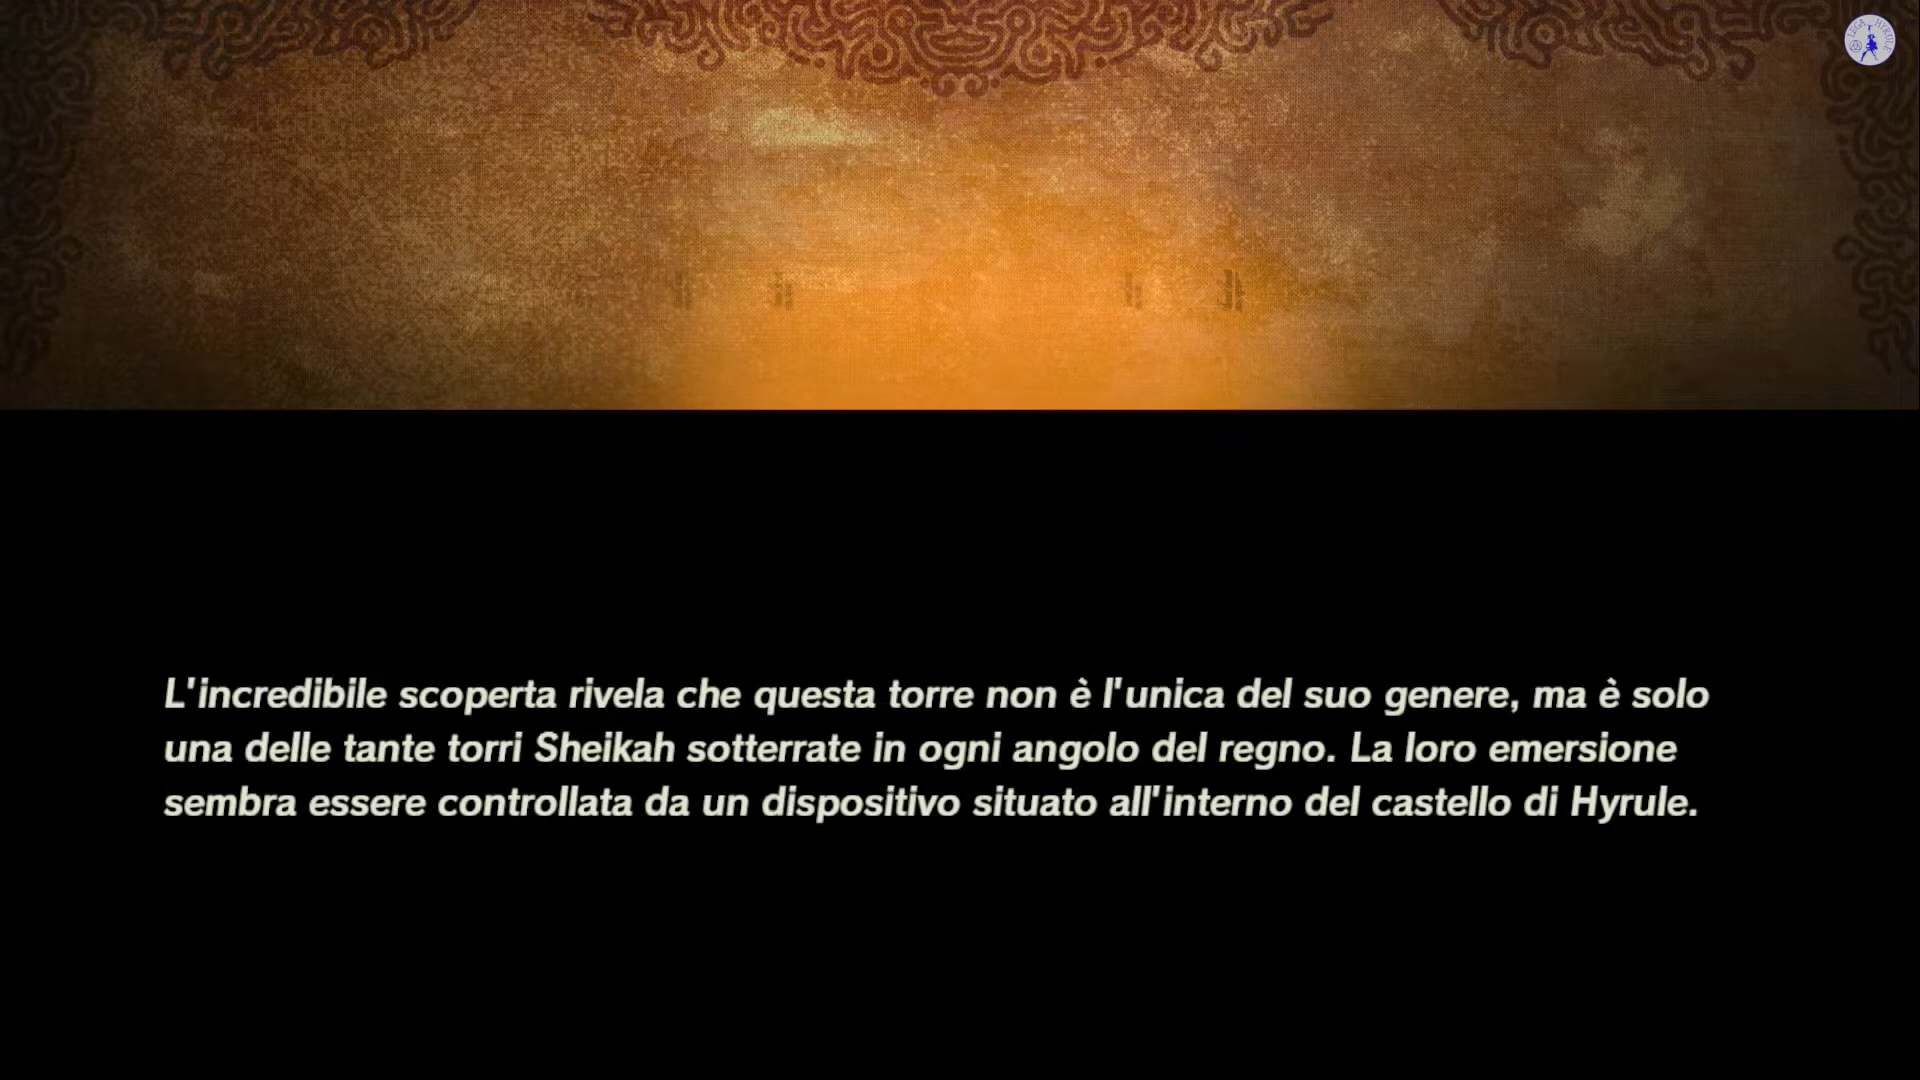 LEGA HYRULE
L'incredibile scoperta rivela che questa torre non è l'unica del suo genere, ma è solo
una delle tante torri Sheikah sotterrate in ogni angolo del regno. La loro emersione
sembra essere controllata da un dispositivo situato all'interno del castello di Hyrule.